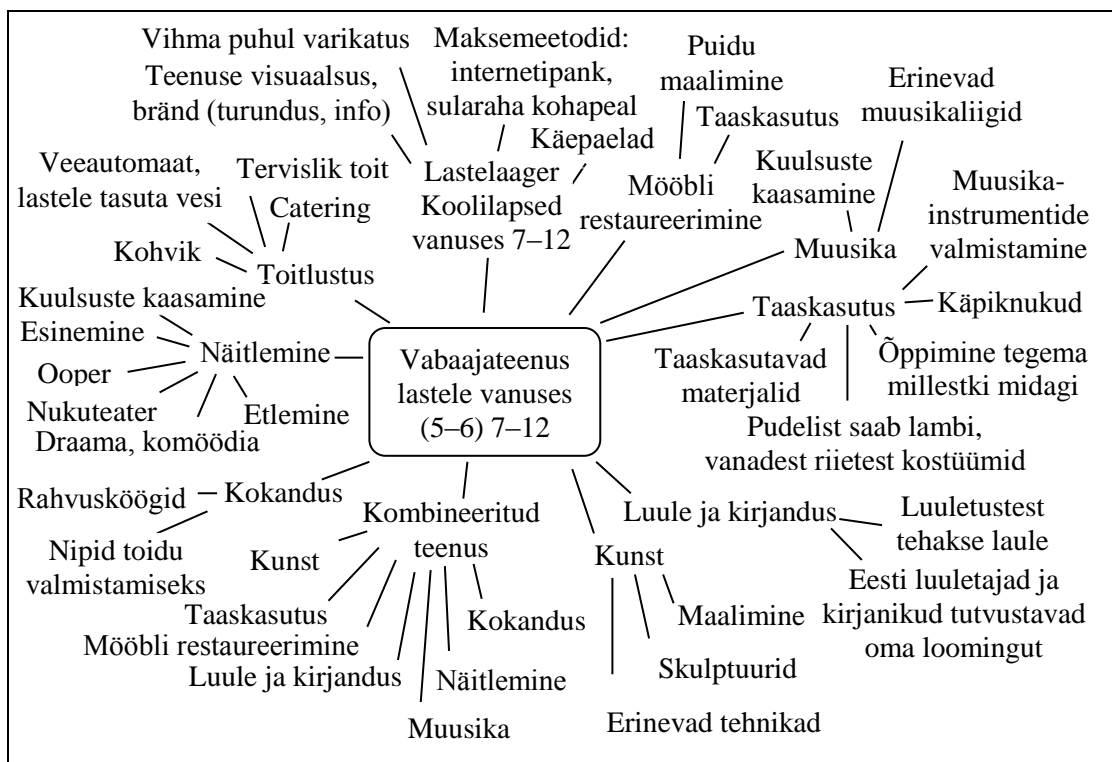 Vihma puhul varikatus
Teenuse visuaalsus,
bränd (turundus, info)
Maksemeetodid:
internetipank,
sularaha kohapeal
Käepaelad
Lastelaager
Koolilapsed
vanuses 7–12
Puidu
maalimine
Taaskasutus
Mööbli
restaureerimine
Erinevad
muusikaliigid
Kuulsuste
kaasamine
Muusika
Muusika-
instrumentide
valmistamine
Taaskasutus
Käpiknukud
Õppimine tegema
millestki midagi
Taaskasutavad
materjalid
Pudelist saab lambi,
vanadest riietest kostüümid
Veeautomaat,
lastele tasuta vesi
Tervislik toit
Catering
Kohvik
Toitlustus
Kuulsuste kaasamine
Esinemine
Näitlemine
Ooper
Nukuteater
Etlemine
Draama, komöödia
Vabaajateenus
lastele vanuses
(5–6) 7–12
Rahvusköögid
Kokandus
Nipid toidu
valmistamiseks
Kombineeritud
teenus
Kunst
Taaskasutus
Mööbli restaureerimine
Luule ja kirjandus
Muusika
Näitlemine
Kokandus
Kunst
Maalimine
Skulptuurid
Erinevad tehnikad
Luule ja kirjandus
Luuletustest
tehakse laule
Eesti luuletajad ja
kirjanikud tutvustavad
oma loomingut